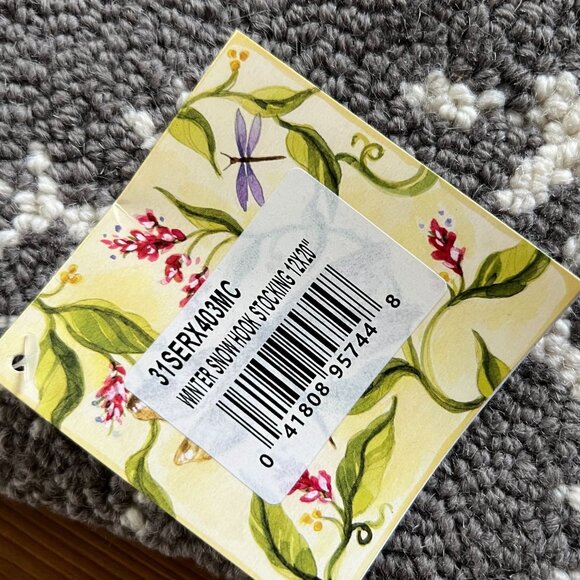 31SERX403MC
WINTER SNOW HOOK STOCKING 12X20"
0 41808 95744 8